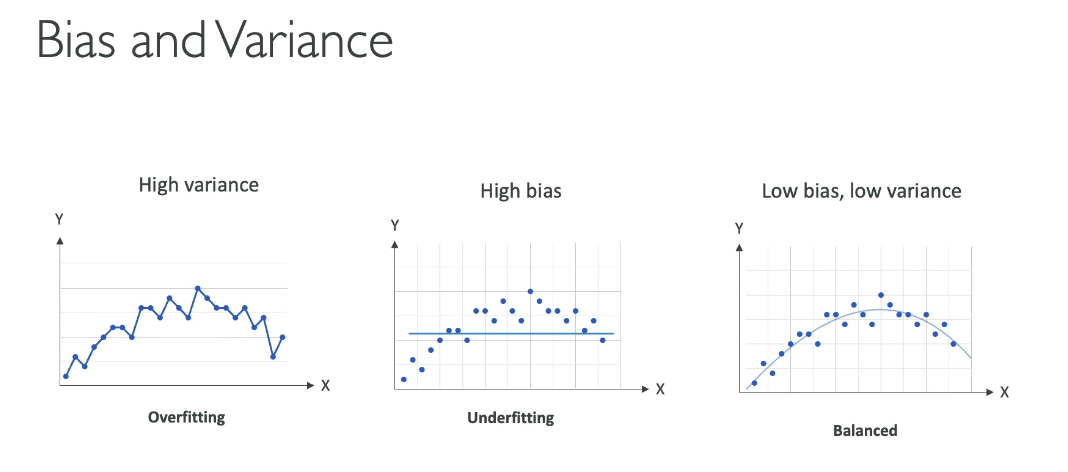 Bias and Variance
High variance
Y
X
Overfitting
High bias
Y
X
Underfitting
Low bias, low variance
Y
X
Balanced